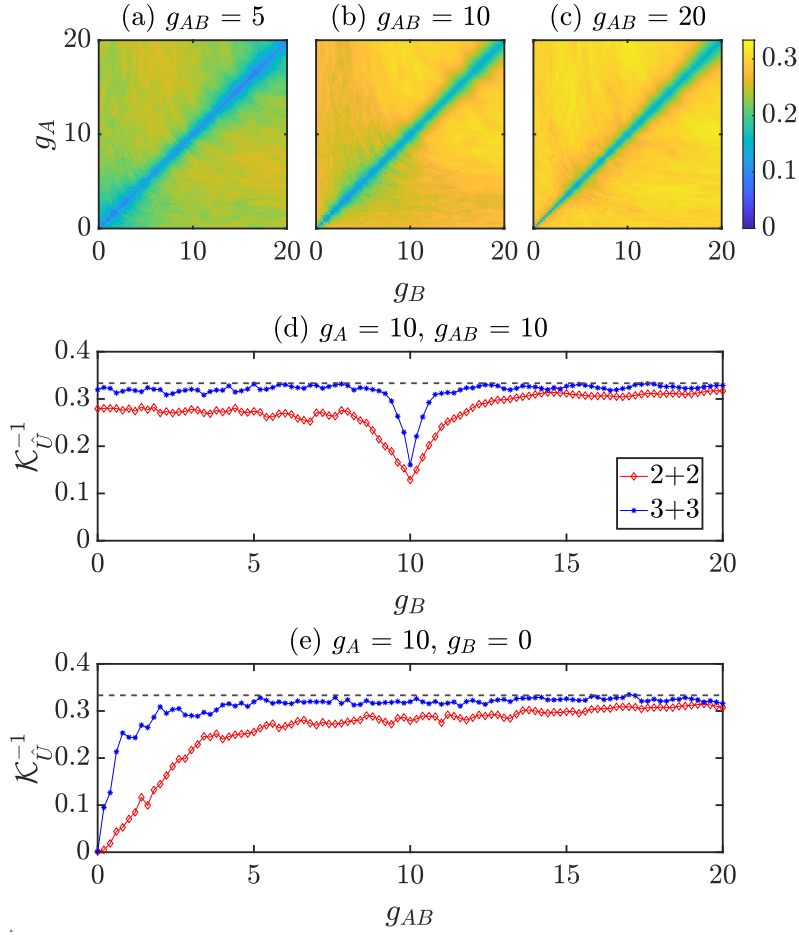 (a) g_{AB} = 5 (b) g_{AB} = 10 (c) g_{AB} = 20
20
10
0
g_A
0 10 20 0 10 20 0 10 20
0.3
0.2
0.1
0
g_B
(d) g_A = 10, g_{AB} = 10
0.4
0.3
0.2
0.1
0
𝒦_{Û}^{-1}
2+2
3+3
0 5 10 15 20
g_B
(e) g_A = 10, g_B = 0
0.4
0.3
0.2
0.1
0
𝒦_{Û}^{-1}
0 5 10 15 20
g_{AB}